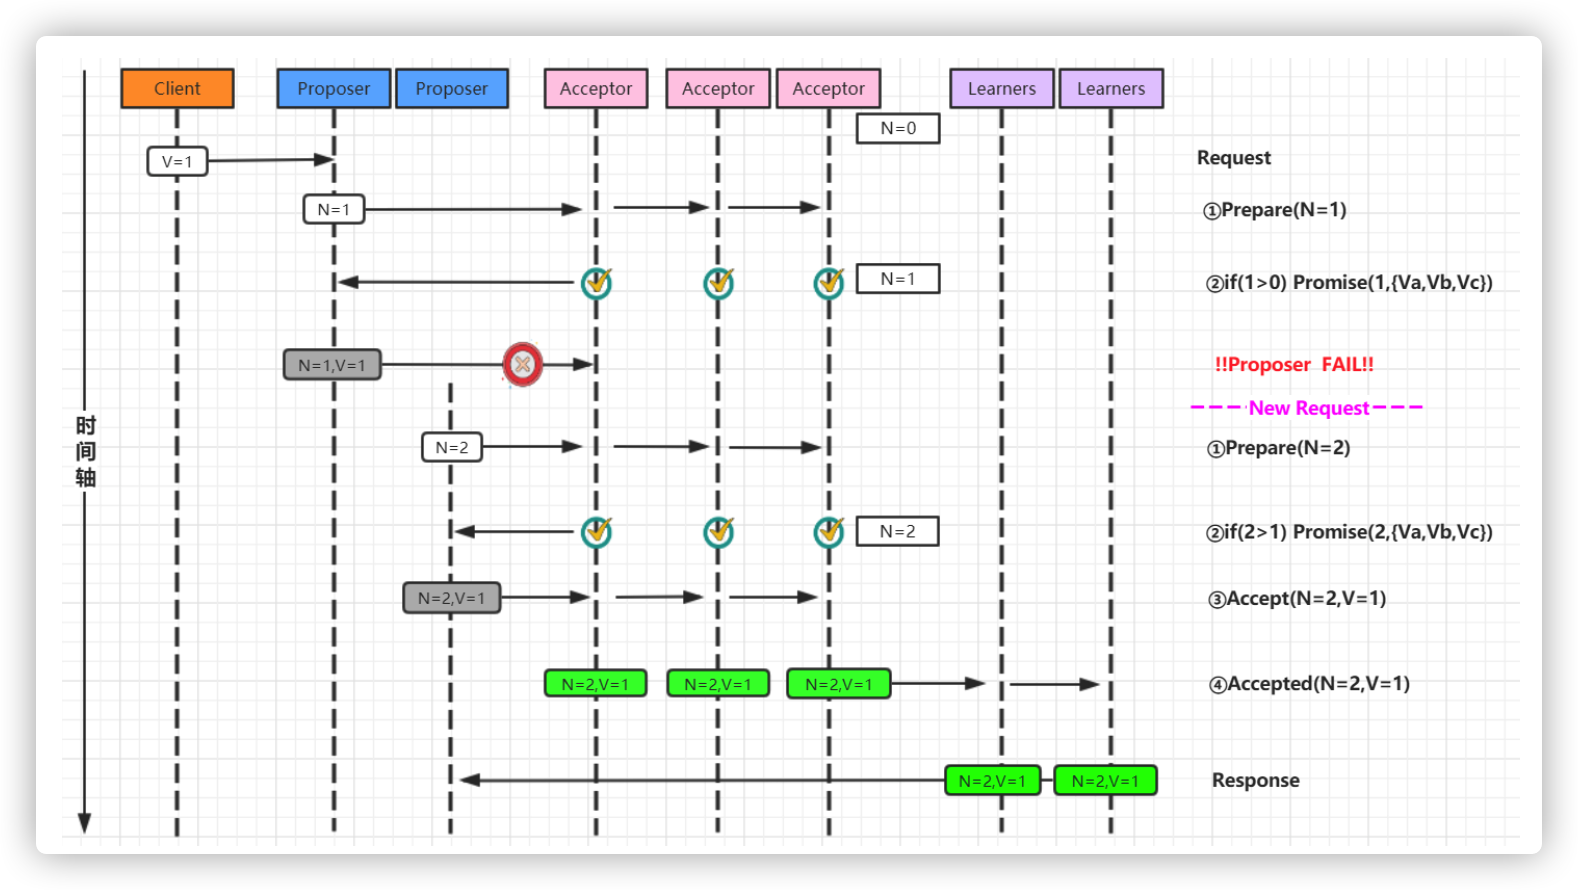 Client
Proposer
Proposer
Acceptor
Acceptor
Acceptor
Learners
Learners
N=0
V=1
Request
N=1
①Prepare(N=1)
N=1
②if(1>0) Promise(1,{Va,Vb,Vc})
N=1,V=1
!!Proposer FAIL!!
New Request
时间轴
N=2
①Prepare(N=2)
N=2
②if(2>1) Promise(2,{Va,Vb,Vc})
N=2,V=1
③Accept(N=2,V=1)
N=2,V=1
N=2,V=1
N=2,V=1
④Accepted(N=2,V=1)
N=2,V=1
N=2,V=1
Response